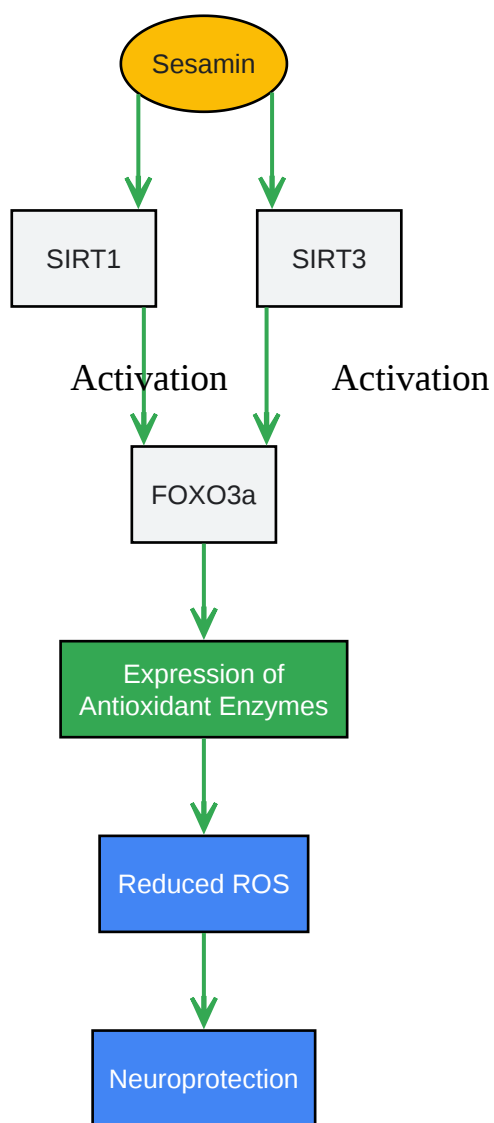 Sesamin
SIRT1
SIRT3
Activation
Activation
FOXO3a
Expression of
Antioxidant Enzymes
Reduced ROS
Neuroprotection